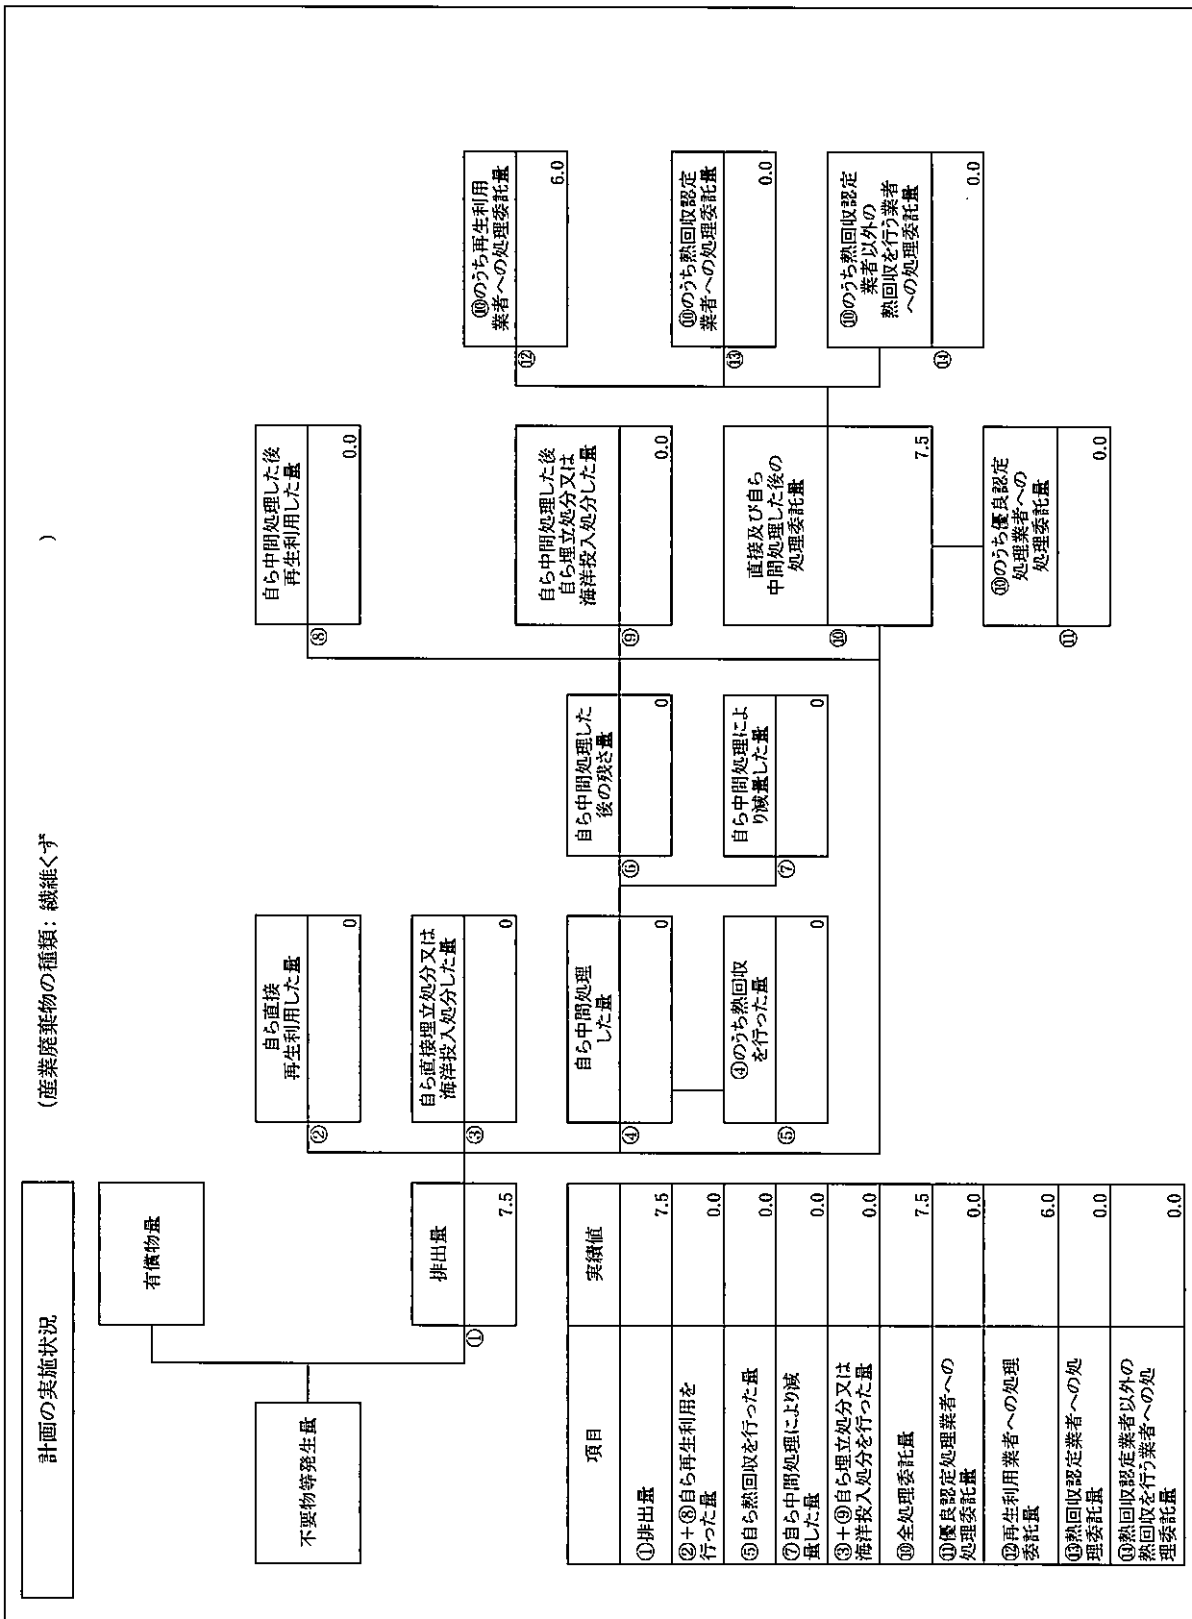 計画の実施状況
(産業廃棄物の種類: 繊維くず
)
不要物等発生量
有償物量
①
排出量
7.5
②
自ら直接
再生利用した量
0
③
自ら直接埋立処分又は
海洋投入処分した量
0
④
自ら中間処理
した量
0
⑤
④のうち熱回収
を行った量
0
⑥
自ら中間処理した
後の残さ量
0
⑦
自ら中間処理によ
り減量した量
0
⑧
自ら中間処理した後
再生利用した量
0.0
⑨
自ら中間処理した後
自ら埋立処分又は
海洋投入処分した量
0.0
⑩
直接及び自ら
中間処理した後の
処理委託量
7.5
⑪
⑩のうち優良認定
処理業者への
処理委託量
0.0
⑫
⑩のうち再生利用
業者への処理委託量
6.0
⑬
⑩のうち熱回収認定
業者への処理委託量
0.0
⑭
⑩のうち熱回収認定
業者以外の
熱回収を行う業者
への処理委託量
0.0
項目 実績値
①排出量 7.5
②+⑧自ら再生利用を
行った量 0.0
⑤自ら熱回収を行った量 0.0
⑦自ら中間処理により減
量した量 0.0
③+⑨自ら埋立処分又は
海洋投入処分を行った量 0.0
⑩全処理委託量 7.5
⑪優良認定処理業者への
処理委託量 0.0
⑫再生利用業者への処理
委託量 6.0
⑬熱回収認定業者への処
理委託量 0.0
⑭熱回収認定業者以外の
熱回収を行う業者への処
理委託量 0.0